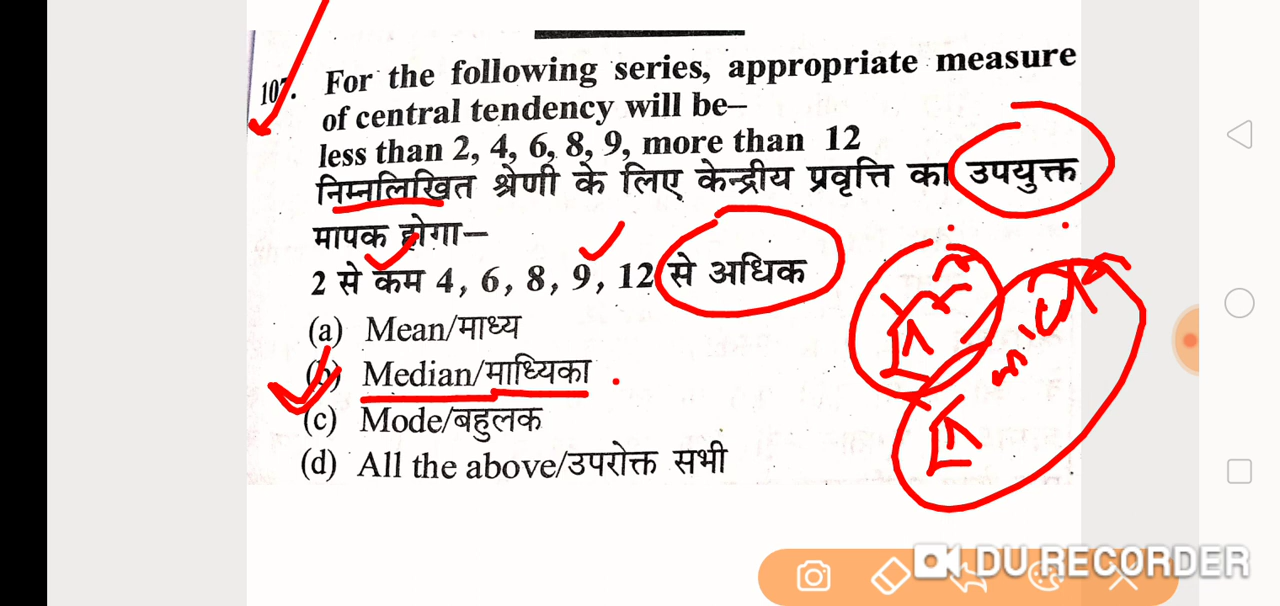 107. For the following series, appropriate measure
of central tendency will be–
less than 2, 4, 6, 8, 9, more than 12
निम्नलिखित श्रेणी के लिए केन्द्रीय प्रवृत्ति का उपयुक्त
मापक होगा–
2 से कम 4, 6, 8, 9, 12 से अधिक
(a) Mean/माध्य
(b) Median/माध्यिका
(c) Mode/बहुलक
(d) All the above/उपरोक्त सभी
DU RECORDER